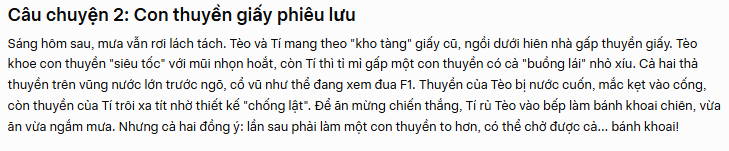 Câu chuyện 2: Con thuyền giấy phiêu lưu
Sáng hôm sau, mưa vẫn rơi lách tách. Tèo và Tí mang theo "kho tàng" giấy cũ, ngồi dưới hiên nhà gấp thuyền giấy. Tèo
khoe con thuyền "siêu tốc" với mũi nhọn hoắt, còn Tí thì tỉ mỉ gấp một con thuyền có cả "buồng lái" nhỏ xíu. Cả hai thả
thuyền trên vũng nước lớn trước ngõ, cổ vũ như thể đang xem đua F1. Thuyền của Tèo bị nước cuốn, mắc kẹt vào cống,
còn thuyền của Tí trôi xa tít nhờ thiết kế "chống lật". Để ăn mừng chiến thắng, Tí rủ Tèo vào bếp làm bánh khoai chiên, vừa
ăn vừa ngắm mưa. Nhưng cả hai đồng ý: lần sau phải làm một con thuyền to hơn, có thể chở được cả... bánh khoai!